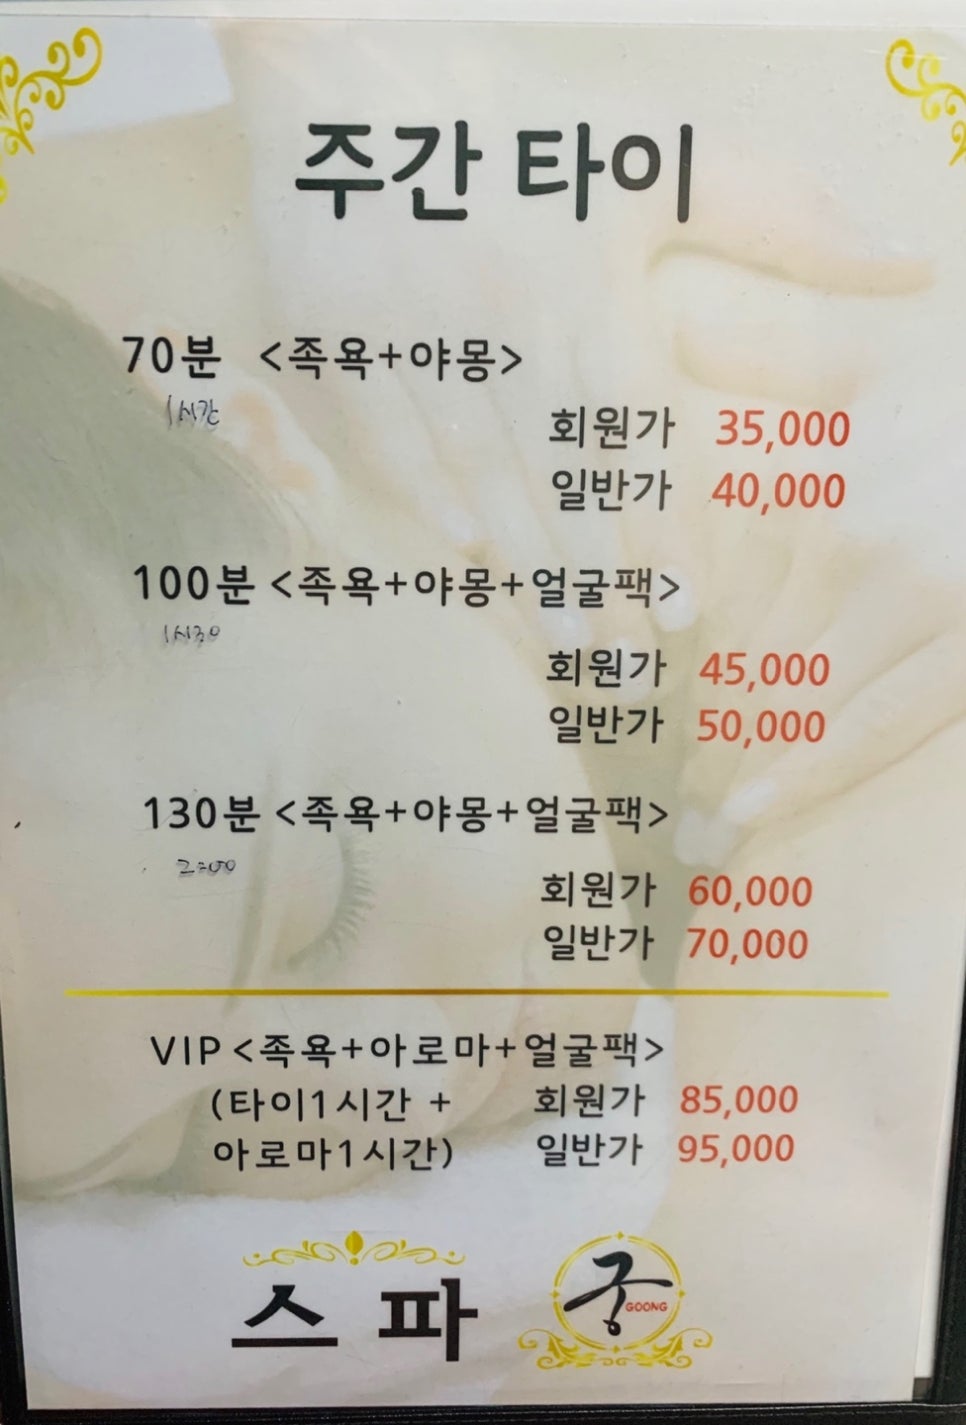 주간 타이
70분 <족욕+야몽>
1시간
회원가 35,000
일반가 40,000
100분 <족욕+야몽+얼굴팩>
1시30
회원가 45,000
일반가 50,000
130분 <족욕+야몽+얼굴팩>
2:00
회원가 60,000
일반가 70,000
VIP <족욕+아로마+얼굴팩>
(타이1시간 + 회원가 85,000
아로마1시간) 일반가 95,000
스파 궁 GOONG